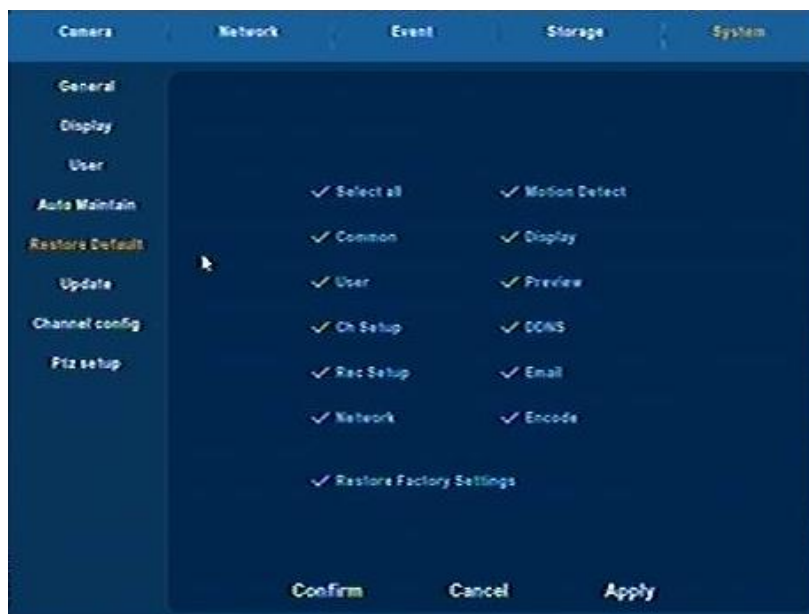 Camera Network Event Storage System
General
Display
User
Auto Maintain
Restore Default
Update
Channel config
Ptz setup
Select all Motion Detect
Common Display
User Preview
Ch Setup DDNS
Rec Setup Email
Network Encode
Restore Factory Settings
Confirm Cancel Apply